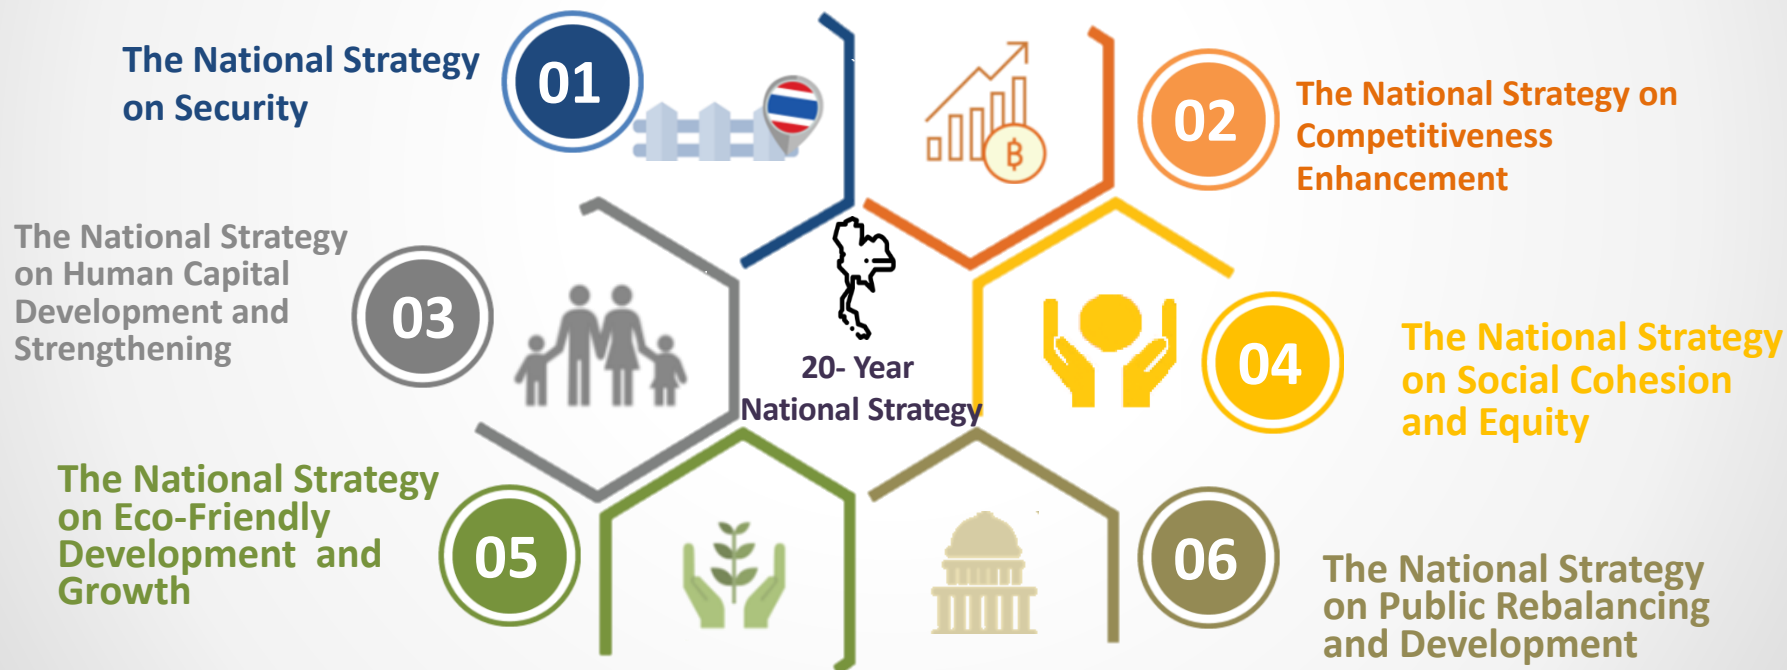 The National Strategy
on Security
01
02
The National Strategy on
Competitiveness
Enhancement
฿
The National Strategy
on Human Capital
Development and
Strengthening
03
20- Year
National Strategy
04
The National Strategy
on Social Cohesion
and Equity
The National Strategy
on Eco-Friendly
Development  and
Growth
05
06
The National Strategy
on Public Rebalancing
and Development